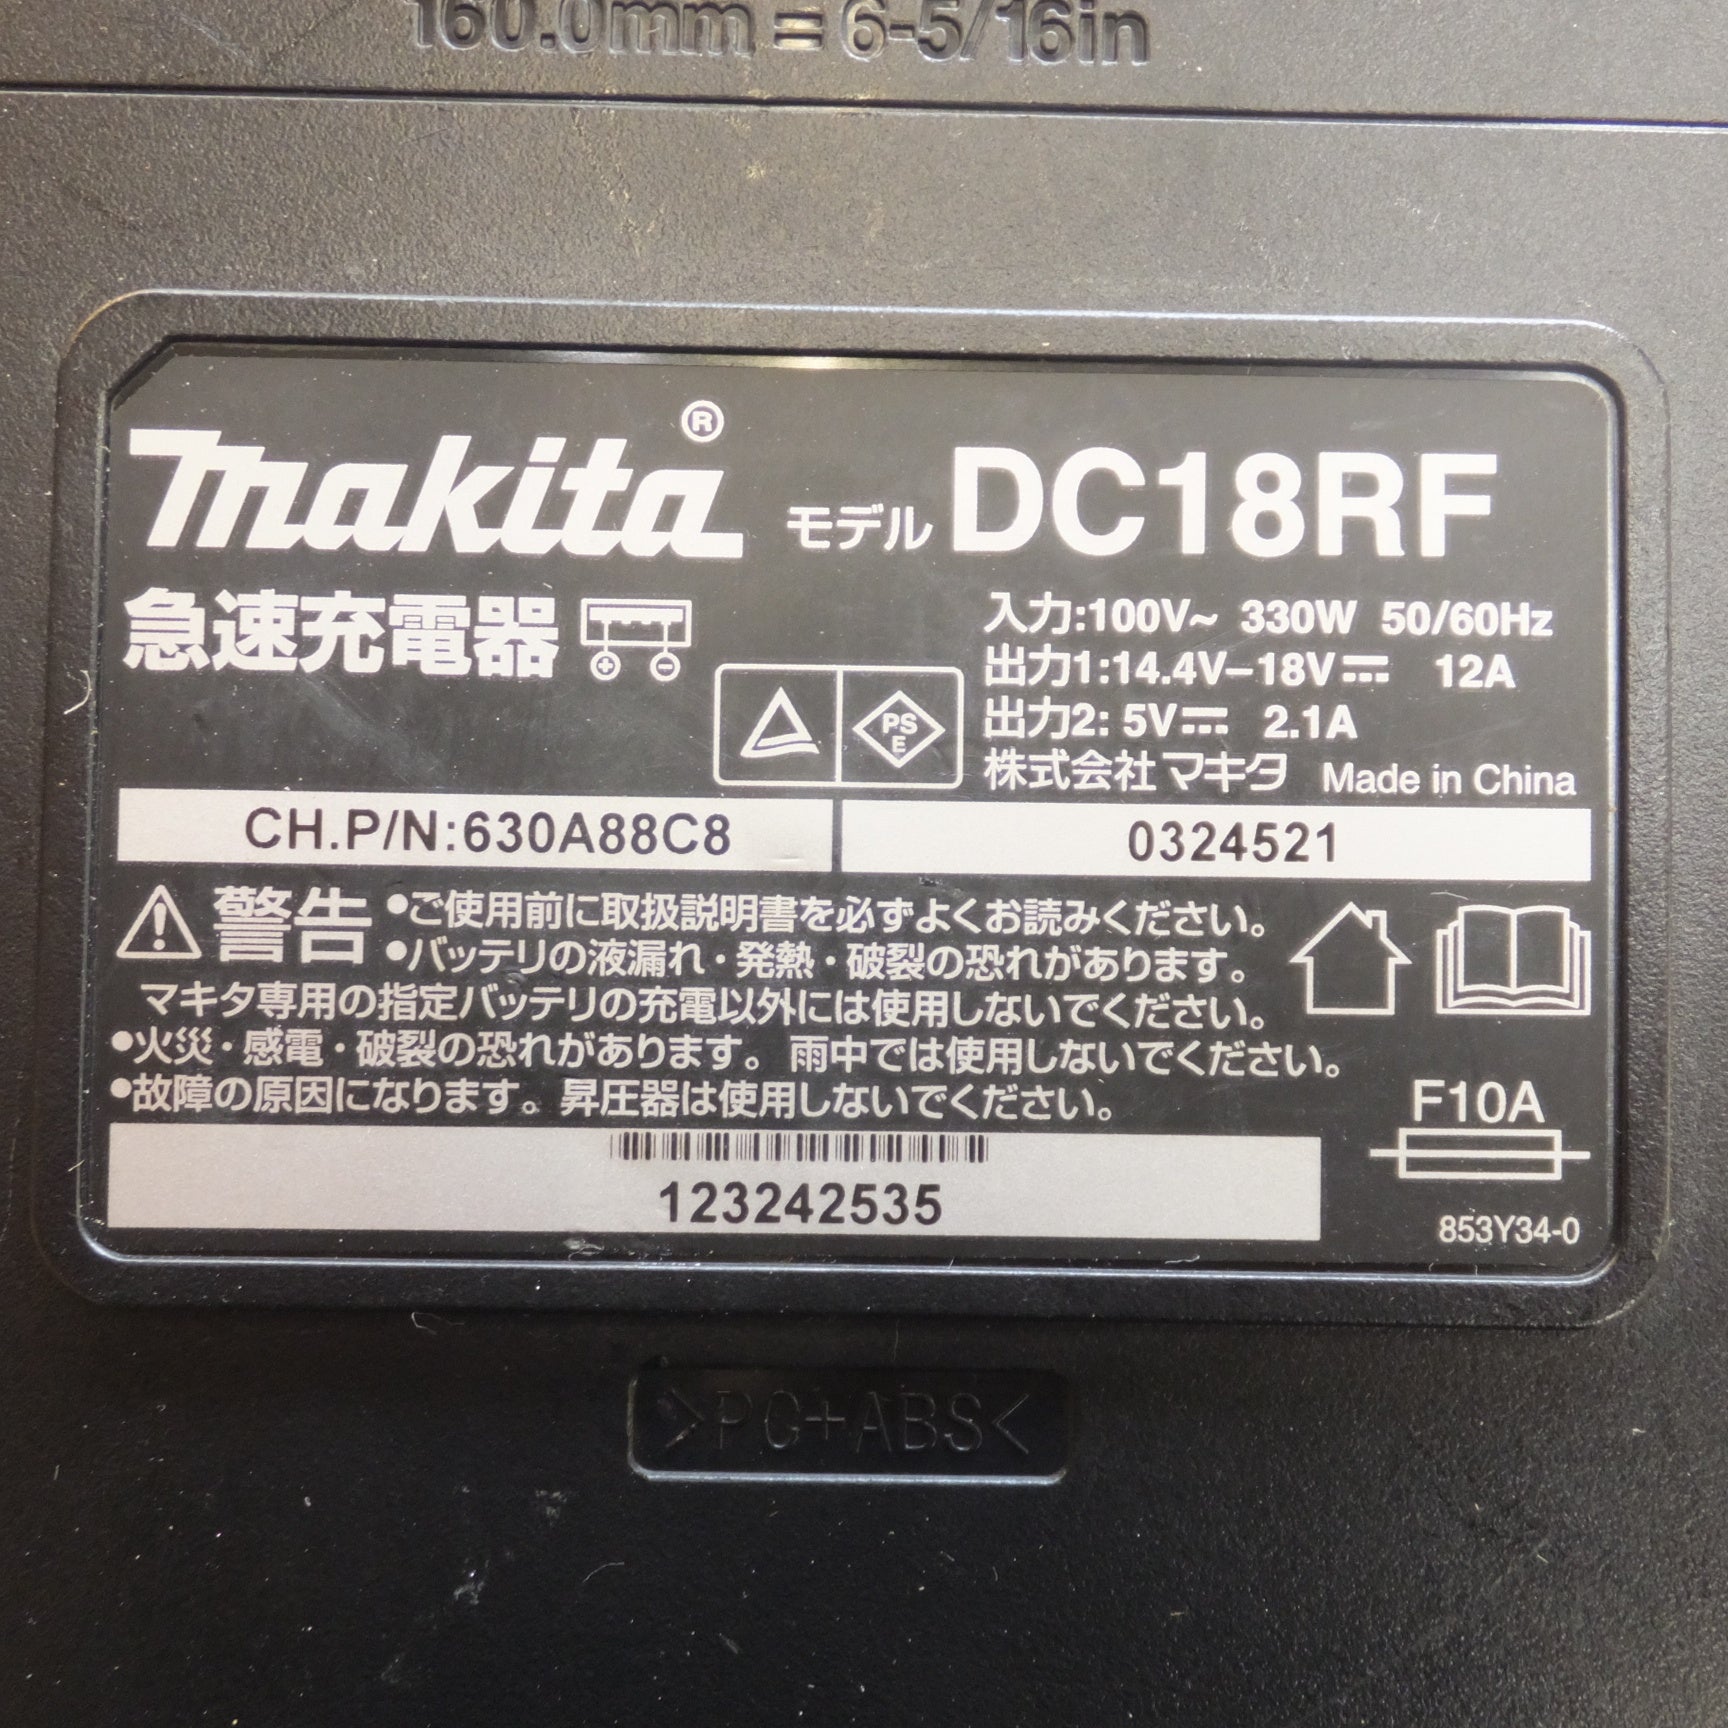 160.0mm = 6-5/16in
makita® モデル DC18RF
急速充電器
入力:100V~ 330W 50/60Hz
出力1:14.4V–18V⎓ 12A
出力2: 5V⎓ 2.1A
PS
E
株式会社マキタ Made in China
CH.P/N:630A88C8 0324521
警告 •ご使用前に取扱説明書を必ずよくお読みください。
•バッテリの液漏れ・発熱・破裂の恐れがあります。
マキタ専用の指定バッテリの充電以外には使用しないでください。
•火災・感電・破裂の恐れがあります。雨中では使用しないでください。
•故障の原因になります。昇圧器は使用しないでください。
F10A
123242535
853Y34-0
>PC+ABS<